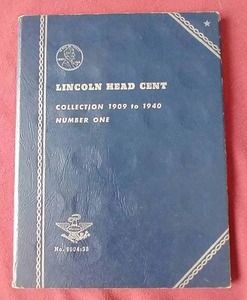 LINCOLN HEAD CENT
COLLECTION 1909 to 1940
NUMBER ONE